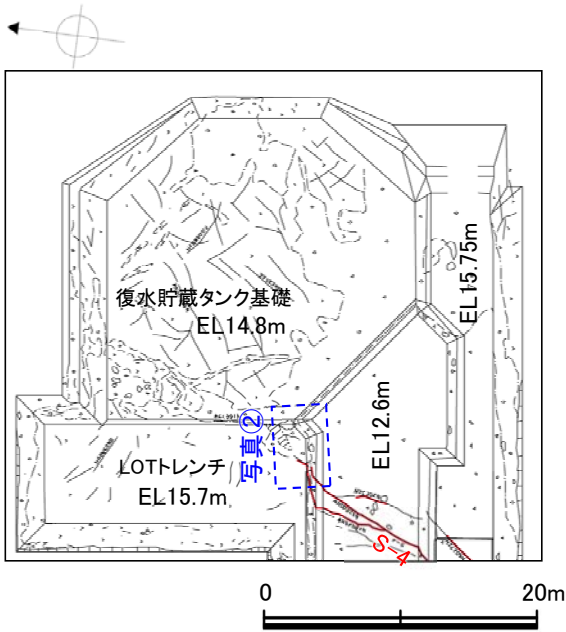 復水貯蔵タンク基礎
EL14.8m
EL15.75m
EL12.6m
写真②
LOTトレンチ
EL15.7m
S-4
0
20m